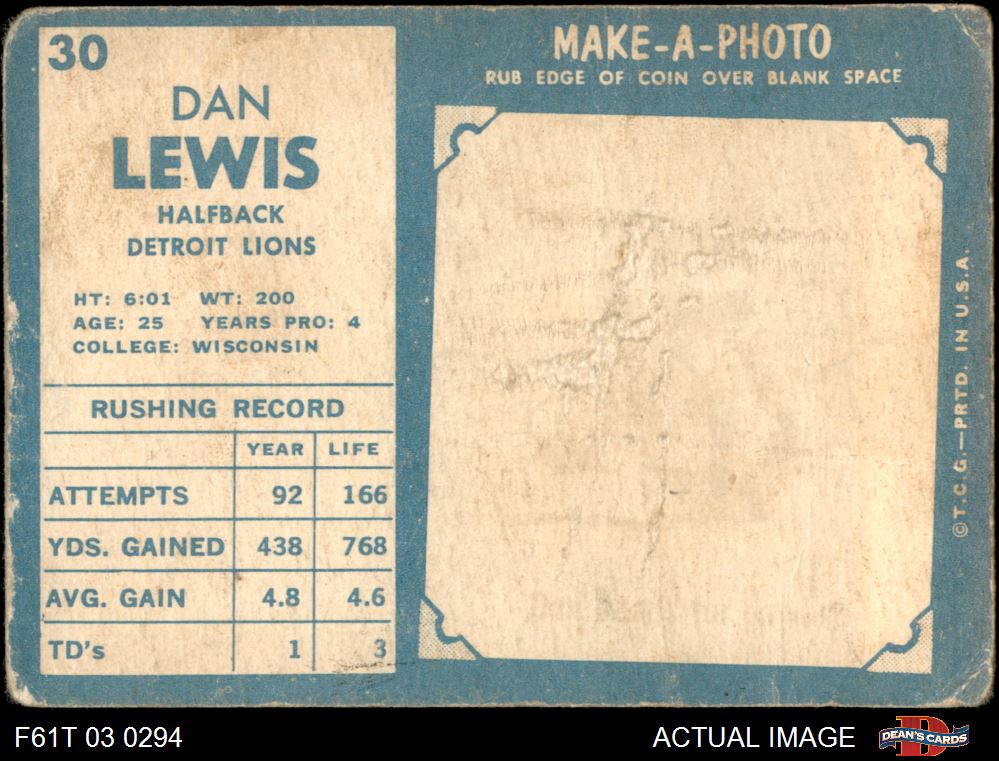 30
DAN
LEWIS
HALFBACK
DETROIT LIONS
HT: 6:01 WT: 200
AGE: 25 YEARS PRO: 4
COLLEGE: WISCONSIN
RUSHING RECORD
YEAR LIFE
ATTEMPTS 92 166
YDS. GAINED 438 768
AVG. GAIN 4.8 4.6
TD's 1 3
MAKE-A-PHOTO
RUB EDGE OF COIN OVER BLANK SPACE
©T.C.G.—PRTD. IN U.S.A.
F61T 03 0294
ACTUAL IMAGE
DEAN'S CARDS